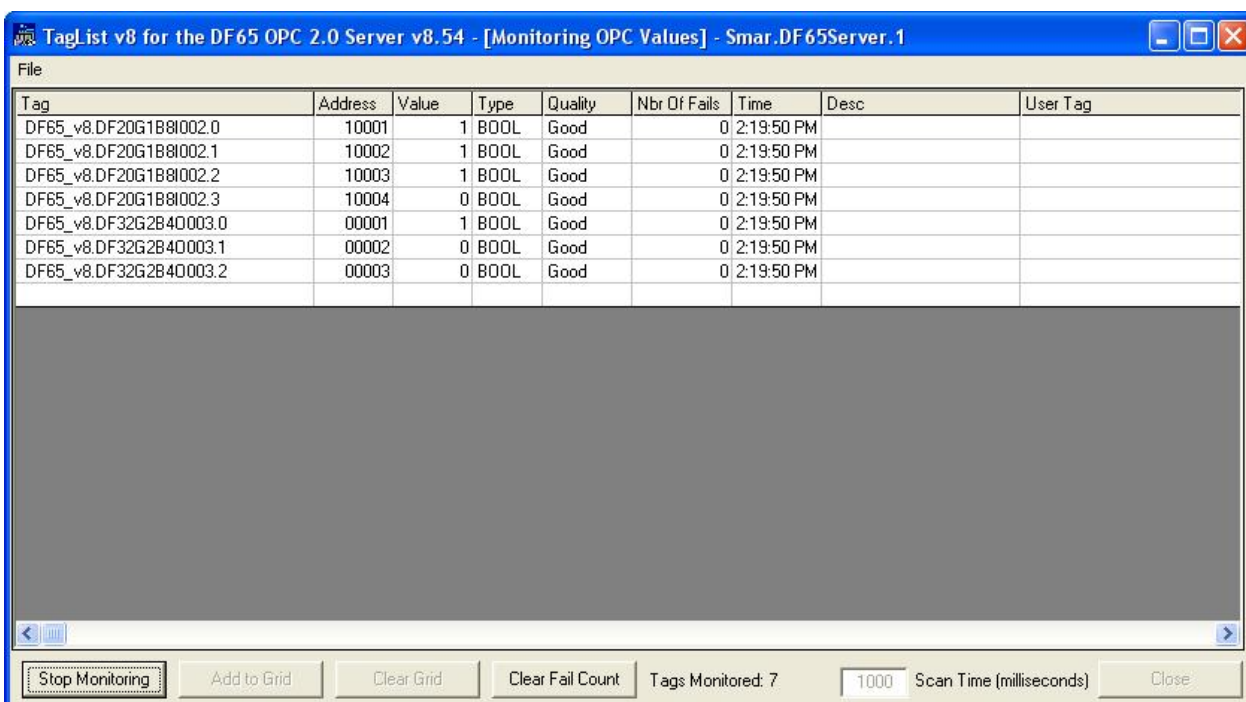 TagList v8 for the DF65 OPC 2.0 Server v8.54 - [Monitoring OPC Values] - Smar.DF65Server.1
File
Tag Address Value Type Quality Nbr Of Fails Time Desc User Tag
DF65_v8.DF20G1B8I002.0 10001 1 BOOL Good 0 2:19:50 PM
DF65_v8.DF20G1B8I002.1 10002 1 BOOL Good 0 2:19:50 PM
DF65_v8.DF20G1B8I002.2 10003 1 BOOL Good 0 2:19:50 PM
DF65_v8.DF20G1B8I002.3 10004 0 BOOL Good 0 2:19:50 PM
DF65_v8.DF32G2B4O003.0 00001 1 BOOL Good 0 2:19:50 PM
DF65_v8.DF32G2B4O003.1 00002 0 BOOL Good 0 2:19:50 PM
DF65_v8.DF32G2B4O003.2 00003 0 BOOL Good 0 2:19:50 PM
Stop Monitoring Add to Grid Clear Grid Clear Fail Count Tags Monitored: 7 1000 Scan Time (milliseconds) Close